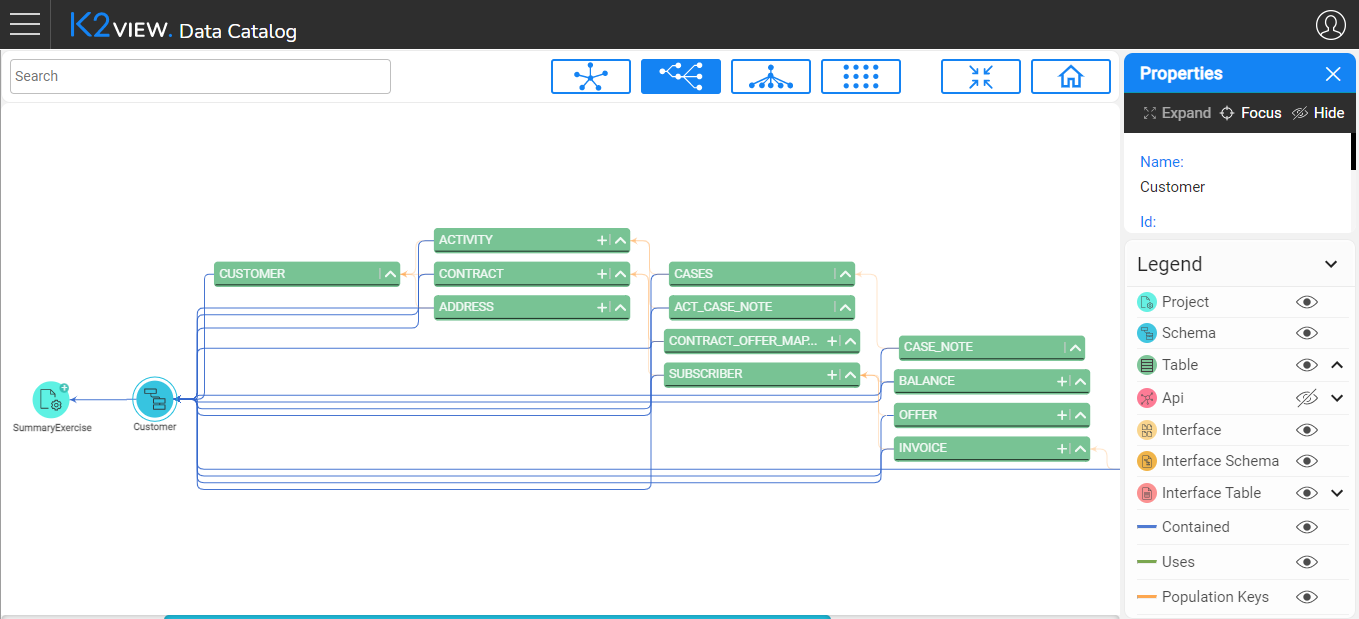 K2VIEW. Data Catalog
Search
Properties
Expand Focus Hide
Name:
Customer
Id:
ACTIVITY
CUSTOMER
CONTRACT
CASES
ADDRESS
ACT_CASE_NOTE
CONTRACT_OFFER_MAP...
CASE_NOTE
SUBSCRIBER
BALANCE
OFFER
INVOICE
SummaryExercise
Customer
Legend
Project
Schema
Table
Api
Interface
Interface Schema
Interface Table
Contained
Uses
Population Keys